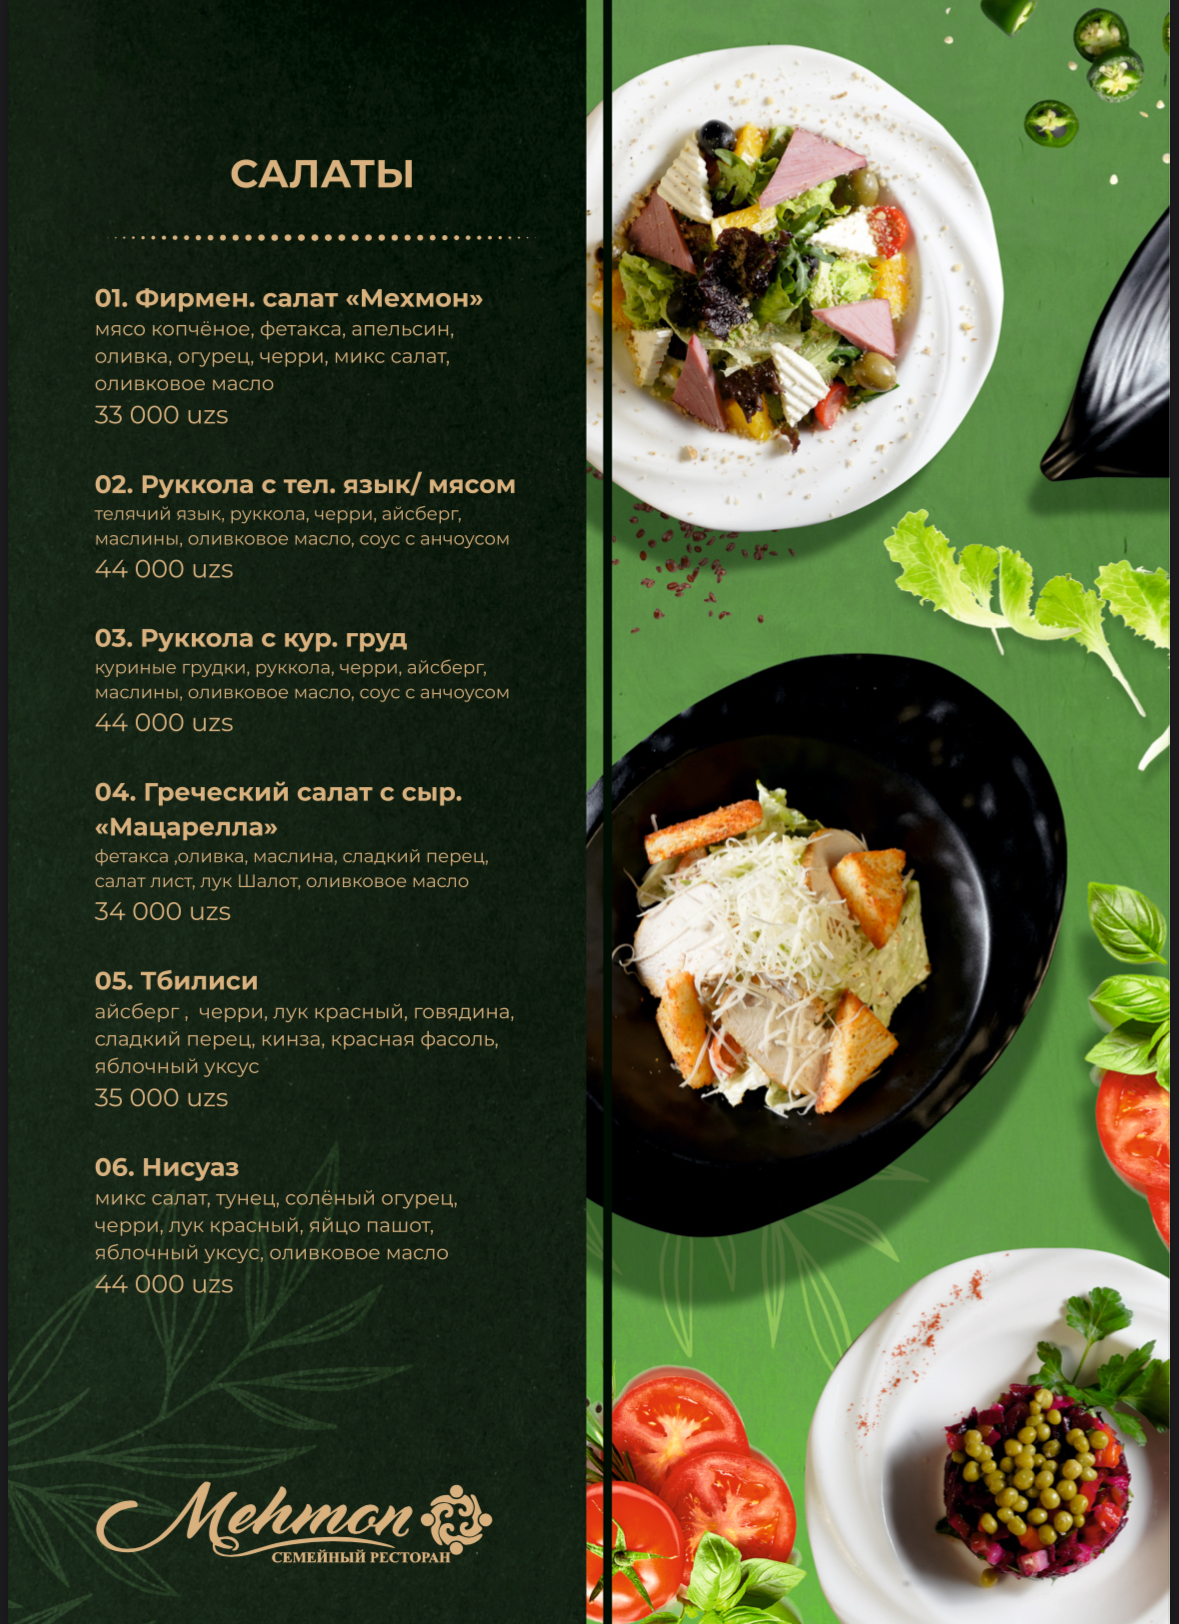 САЛАТЫ
01. Фирмен. салат «Мехмон»
мясо копчёное, фетакса, апельсин,
оливка, огурец, черри, микс салат,
оливковое масло
33 000 uzs
02. Руккола с тел. язык/ мясом
телячий язык, руккола, черри, айсберг,
маслины, оливковое масло, соус с анчоусом
44 000 uzs
03. Руккола с кур. груд
куриные грудки, руккола, черри, айсберг,
маслины, оливковое масло, соус с анчоусом
44 000 uzs
04. Греческий салат с сыр.
«Мацарелла»
фетакса ,оливка, маслина, сладкий перец,
салат лист, лук Шалот, оливковое масло
34 000 uzs
05. Тбилиси
айсберг ,  черри, лук красный, говядина,
сладкий перец, кинза, красная фасоль,
яблочный уксус
35 000 uzs
06. Нисуаз
микс салат, тунец, солёный огурец,
черри, лук красный, яйцо пашот,
яблочный уксус, оливковое масло
44 000 uzs
Mehmon
СЕМЕЙНЫЙ РЕСТОРАН